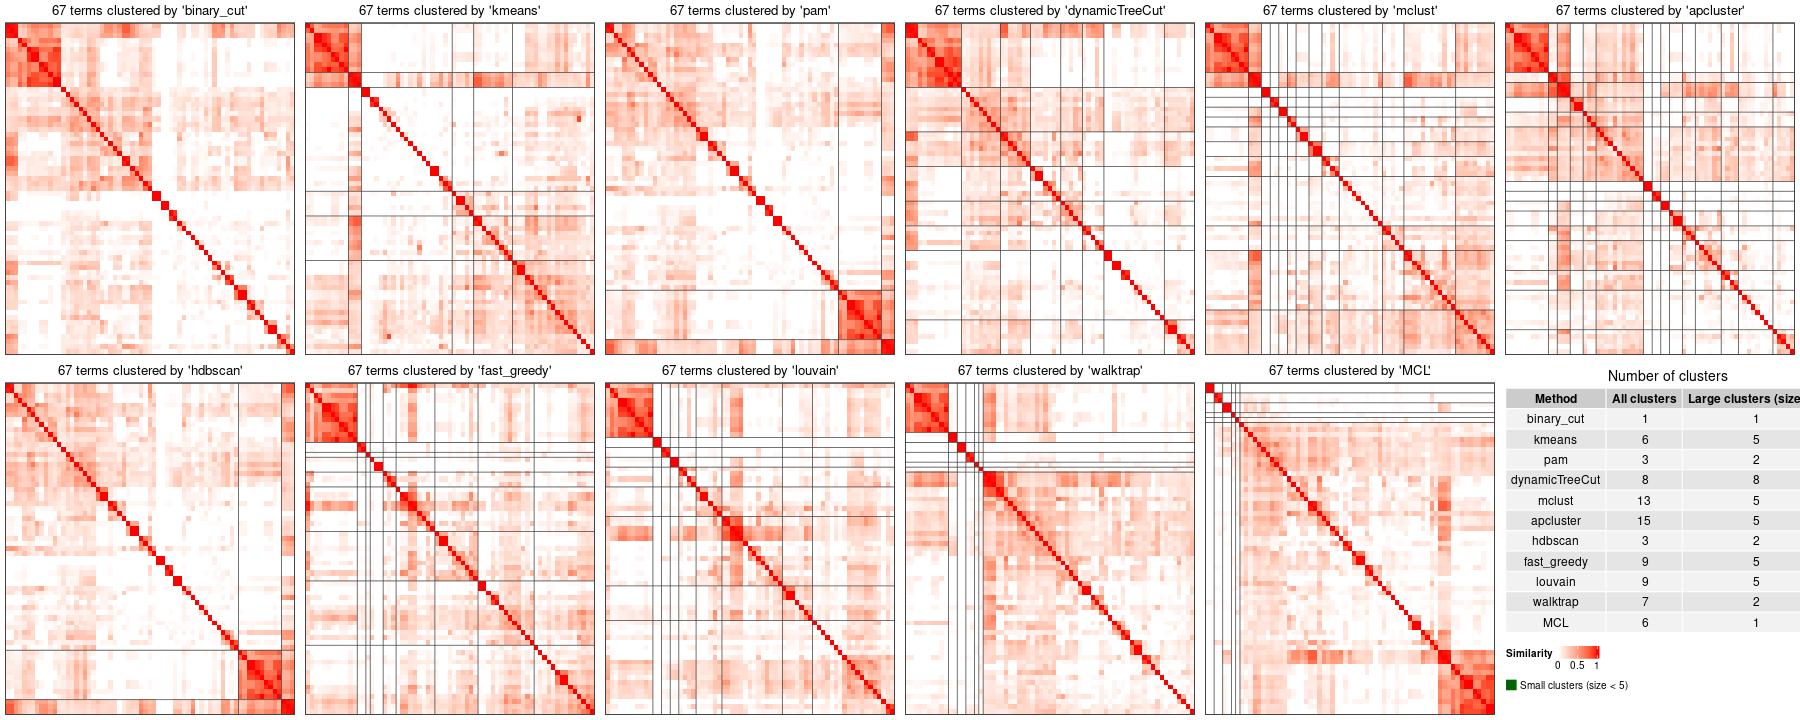 67 terms clustered by 'binary_cut'
67 terms clustered by 'kmeans'
67 terms clustered by 'pam'
67 terms clustered by 'dynamicTreeCut'
67 terms clustered by 'mclust'
67 terms clustered by 'apcluster'
67 terms clustered by 'hdbscan'
67 terms clustered by 'fast_greedy'
67 terms clustered by 'louvain'
67 terms clustered by 'walktrap'
67 terms clustered by 'MCL'
Number of clusters
Method All clusters Large clusters (size
binary_cut 1 1
kmeans 6 5
pam 3 2
dynamicTreeCut 8 8
mclust 13 5
apcluster 15 5
hdbscan 3 2
fast_greedy 9 5
louvain 9 5
walktrap 7 2
MCL 6 1
Similarity
0 0.5 1
Small clusters (size < 5)